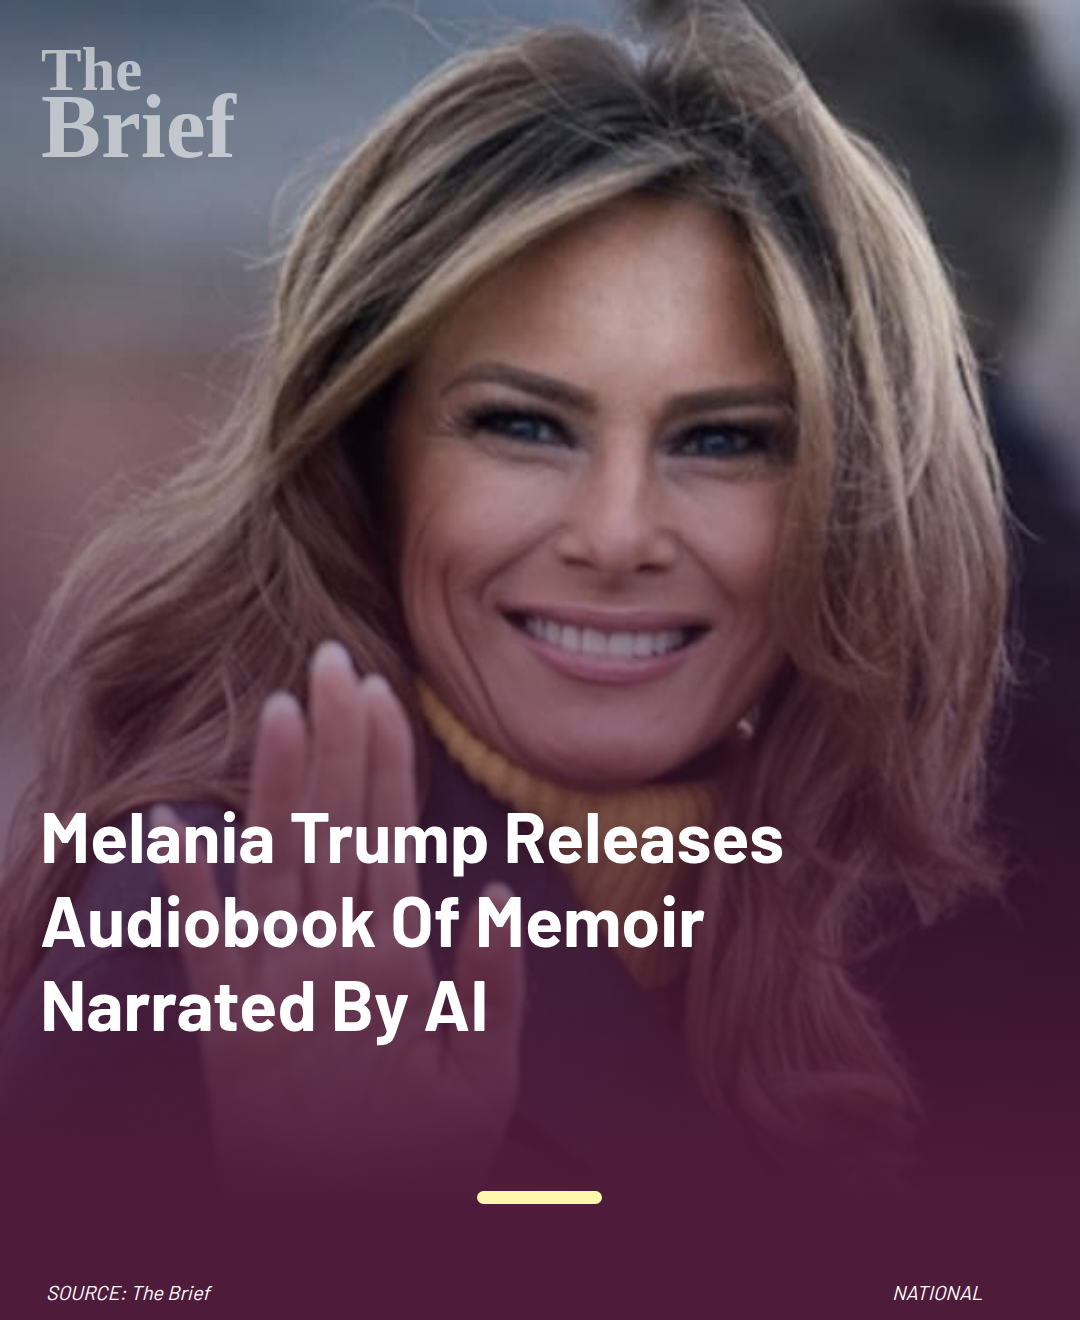 The
Brief
Melania Trump Releases
Audiobook Of Memoir
Narrated By AI
SOURCE: The Brief
NATIONAL